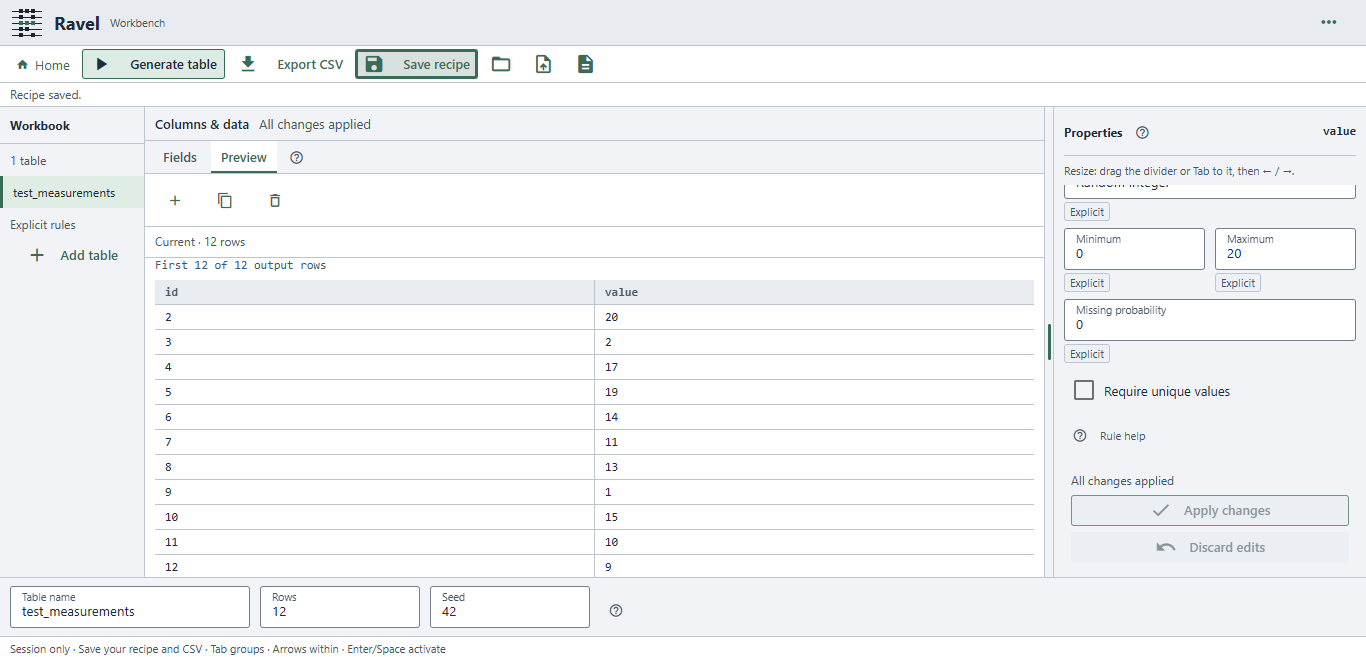 Ravel Workbench
Home Generate table Export CSV Save recipe
Recipe saved.
Workbook
1 table
test_measurements
Explicit rules
Add table
Columns & data All changes applied
Fields Preview
Current · 12 rows
First 12 of 12 output rows
id value
2 20
3 2
4 17
5 19
6 14
7 11
8 13
9 1
10 15
11 10
12 9
Properties value
Resize: drag the divider or Tab to it, then ← / →.
Random integer
Explicit
Minimum
0
Maximum
20
Explicit Explicit
Missing probability
0
Explicit
Require unique values
Rule help
All changes applied
Apply changes
Discard edits
Table name
test_measurements
Rows
12
Seed
42
Session only · Save your recipe and CSV · Tab groups · Arrows within · Enter/Space activate